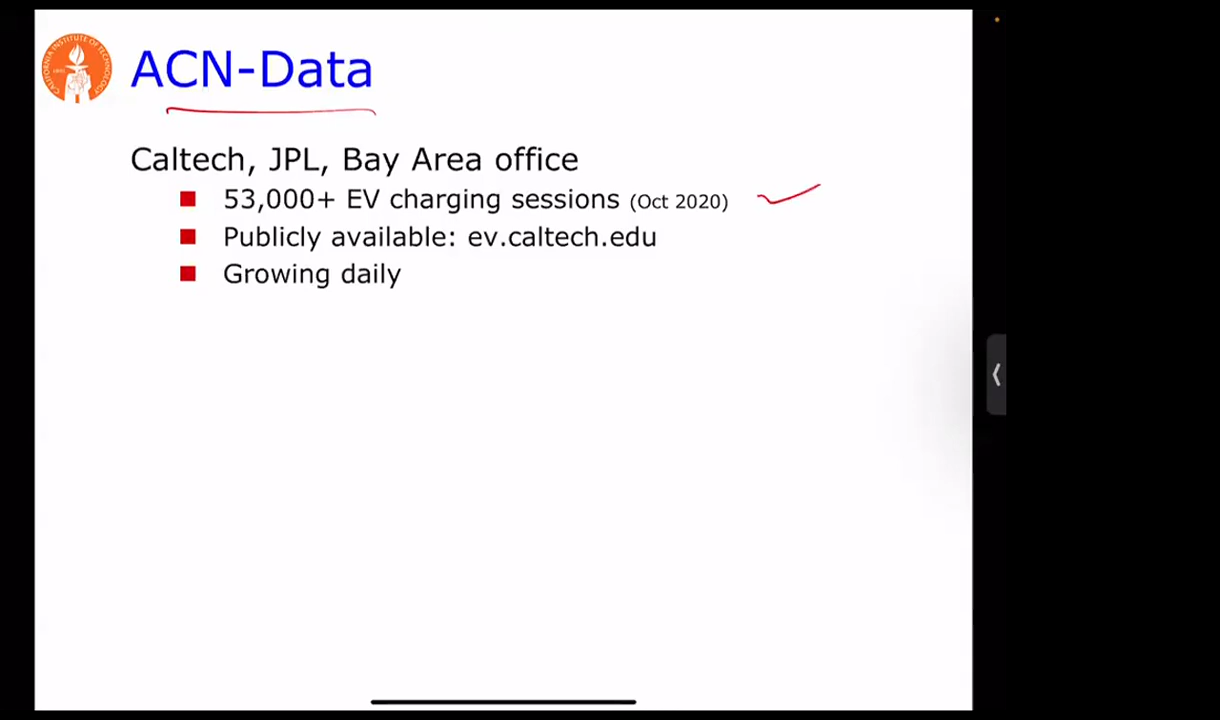 ACN-Data
Caltech, JPL, Bay Area office
53,000+ EV charging sessions (Oct 2020)
Publicly available: ev.caltech.edu
Growing daily